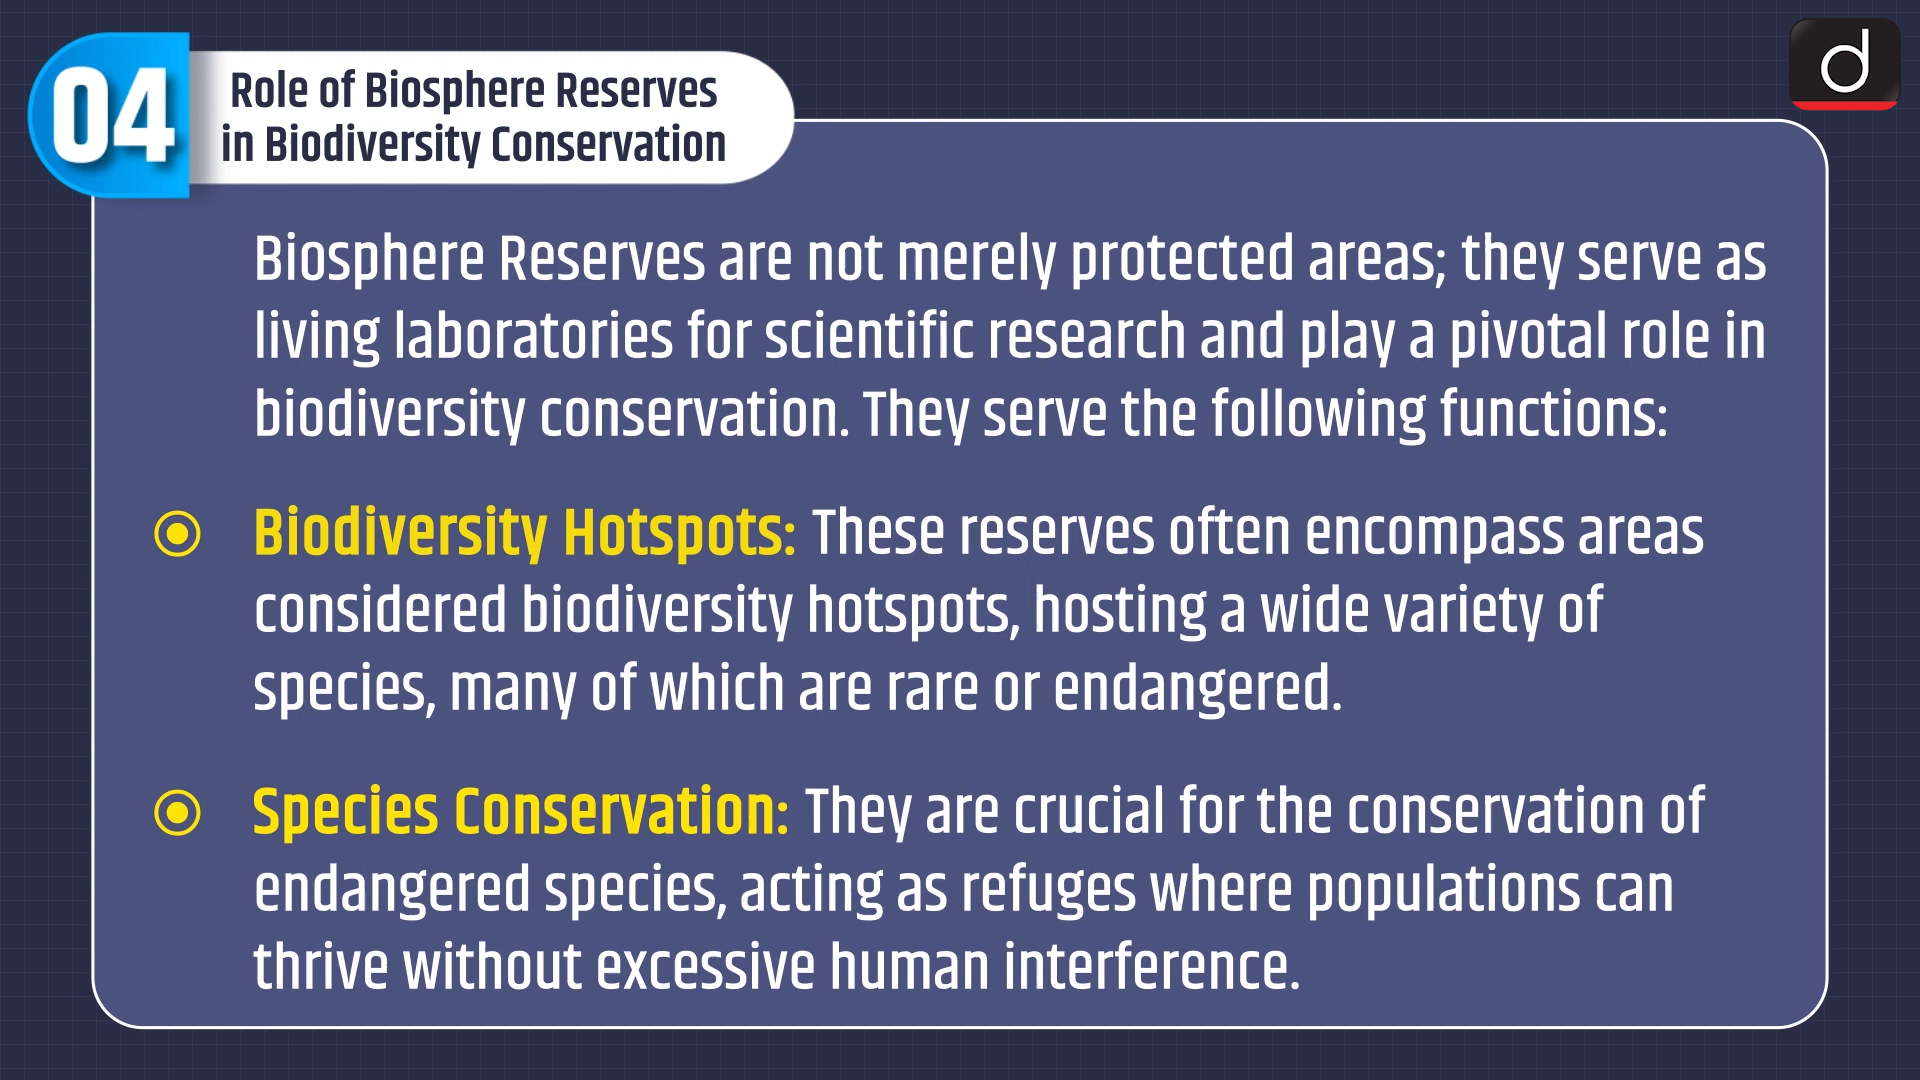 04
Role of Biosphere Reserves
in Biodiversity Conservation
d
Biosphere Reserves are not merely protected areas; they serve as
living laboratories for scientific research and play a pivotal role in
biodiversity conservation. They serve the following functions:
Biodiversity Hotspots: These reserves often encompass areas
considered biodiversity hotspots, hosting a wide variety of
species, many of which are rare or endangered.
Species Conservation: They are crucial for the conservation of
endangered species, acting as refuges where populations can
thrive without excessive human interference.